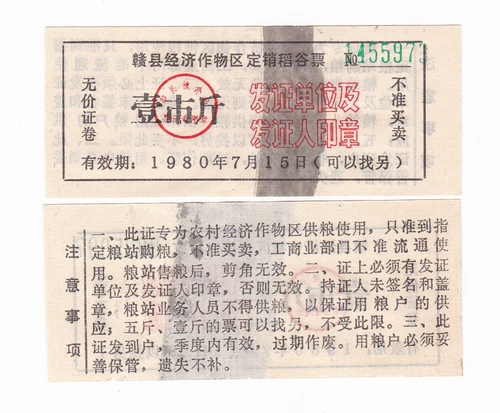 赣县经济作物区定销稻谷票 №1455977
无价证卷
壹市斤
发证单位及
发证人印章
不准买卖
有效期：1980年7月15日（可以找另）
注意事项
一、此证专为农村经济作物区供粮使用，只准到指
定粮站购粮，不准买卖，工商业部门不准流通使
用。粮站售粮后，剪角无效。二、证上必须有发证
单位及发证人印章，否则无效。持证人未签名和盖
章，粮站业务人员不得供粮，以保证用粮户的供
应；五斤、壹斤的票可以找另，不受此限。三、此
证发到户，季度内有效，过期作废。用粮户必须妥
善保管，遗失不补。